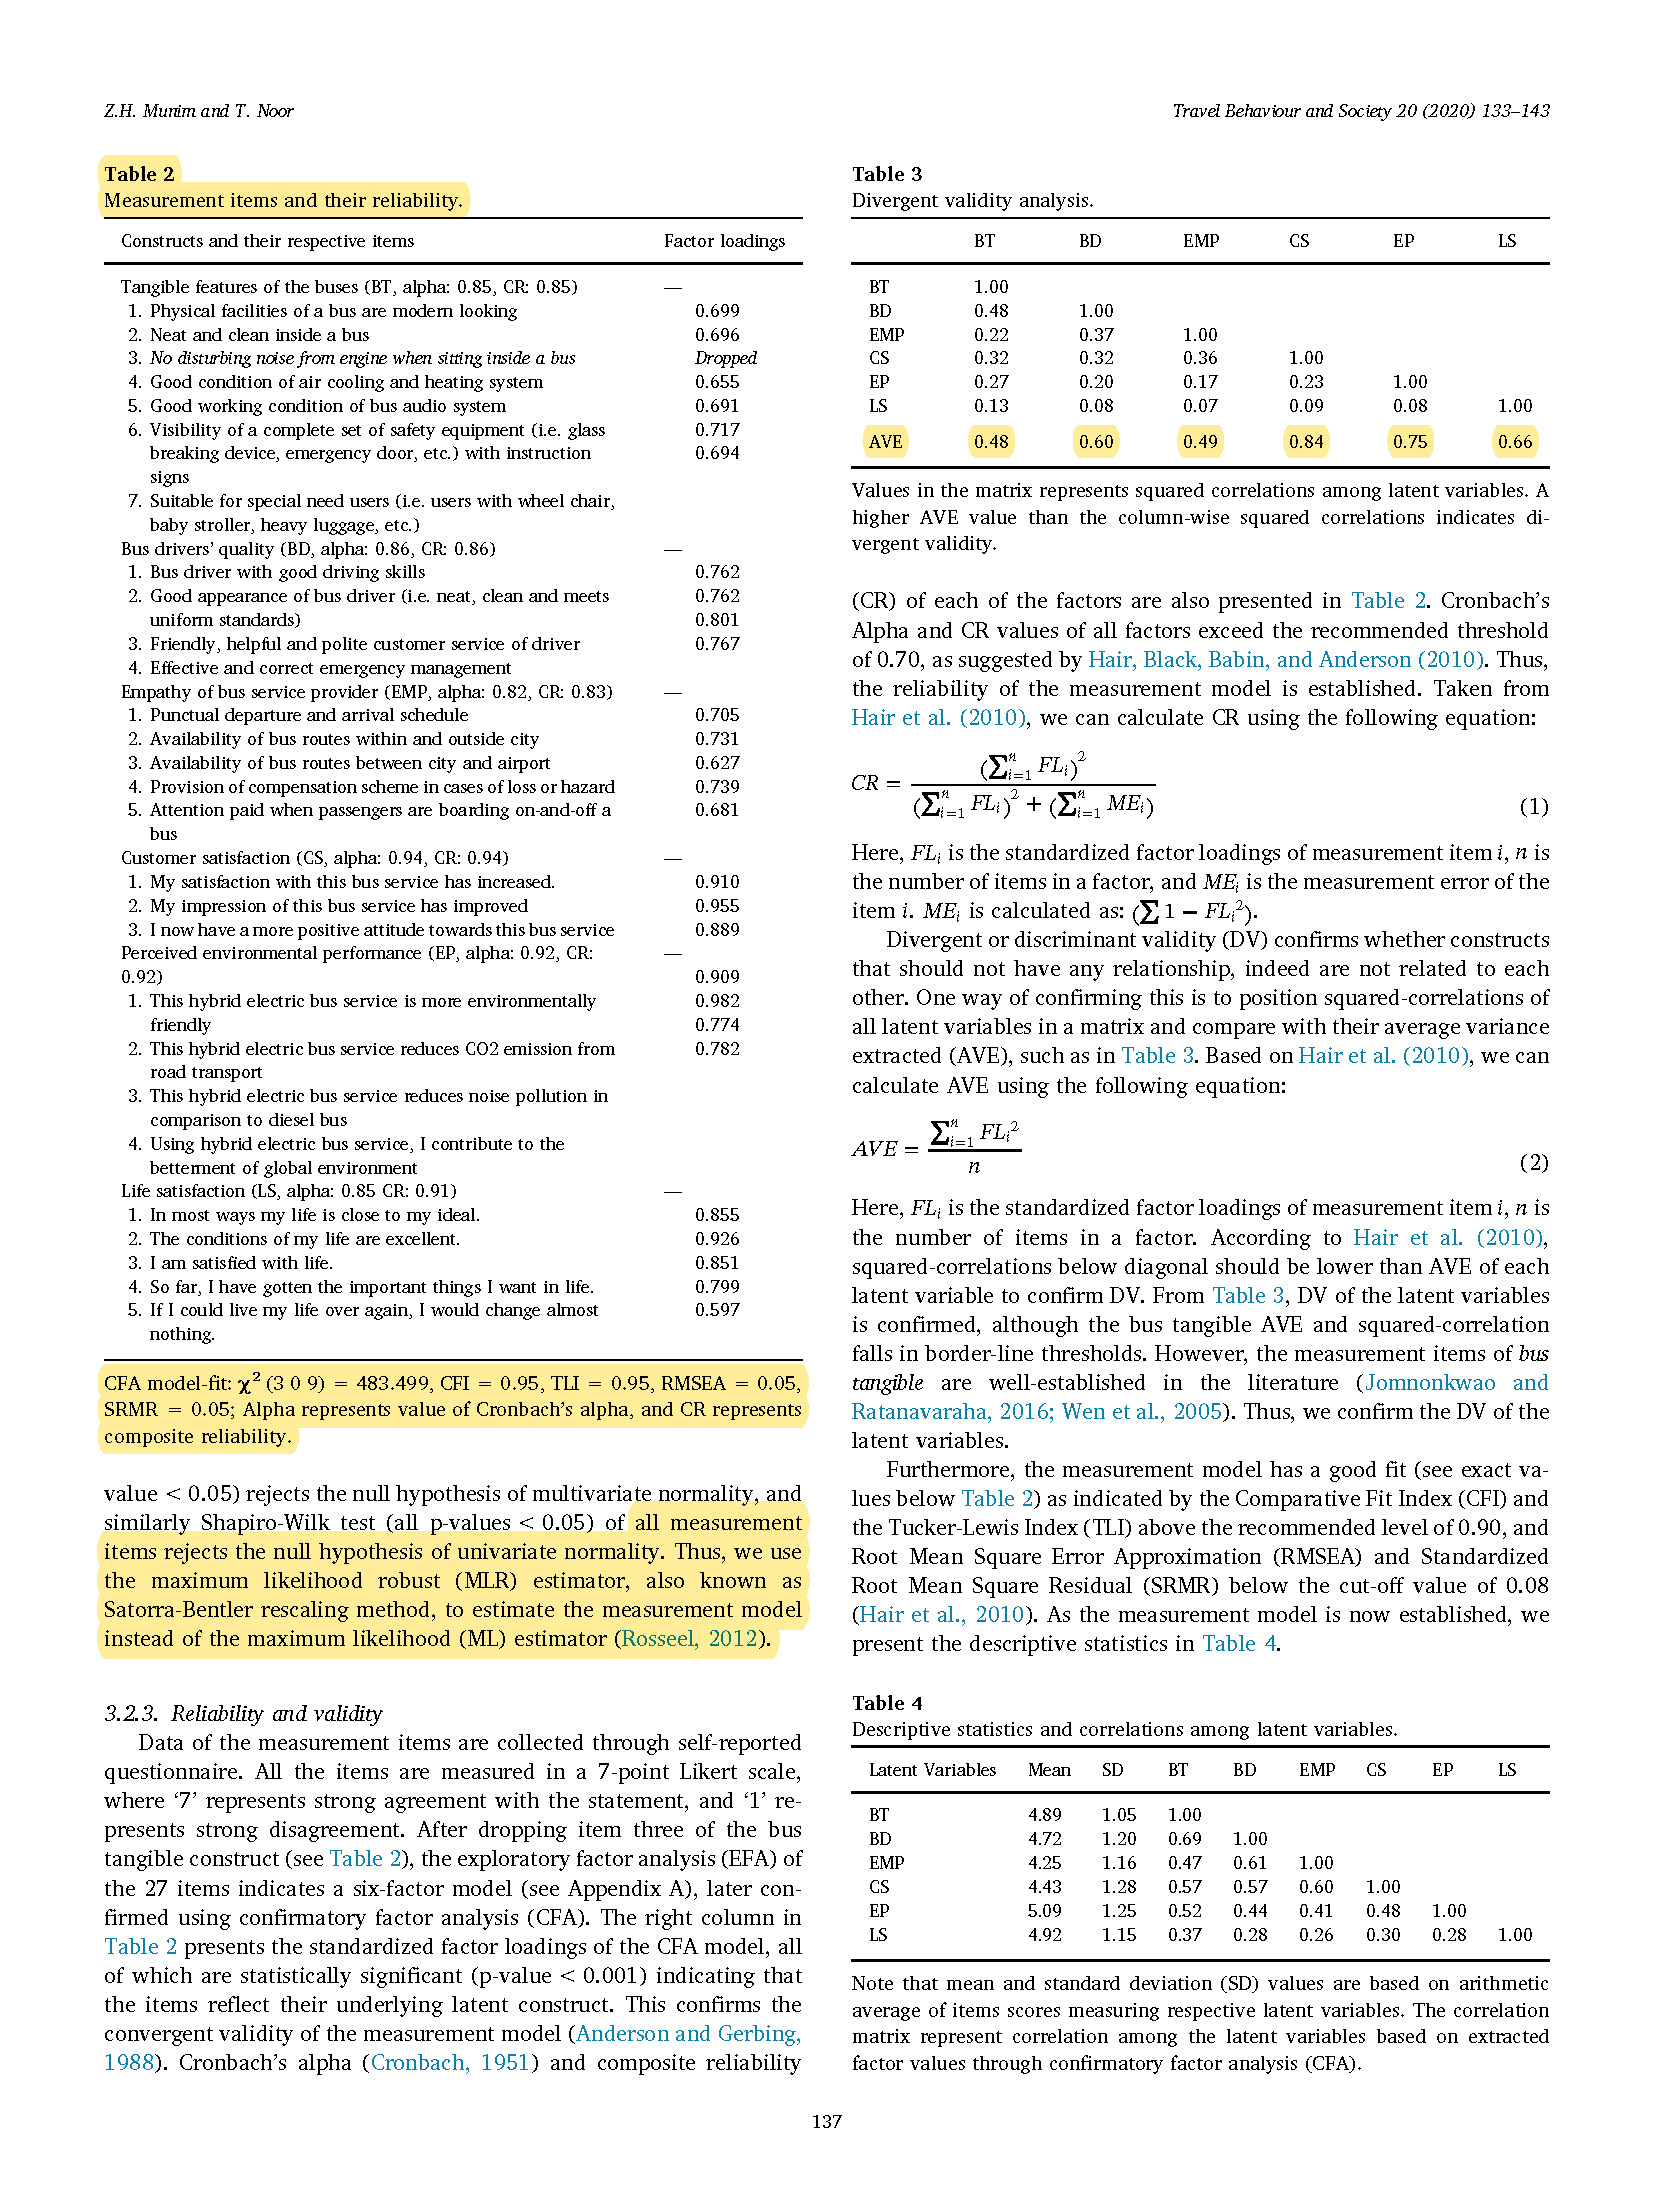 Z.H. Munim and T. Noor
Travel Behaviour and Society 20 (2020) 133–143
Table 2
Measurement items and their reliability.
Constructs and their respective items Factor loadings
Tangible features of the buses (BT, alpha: 0.85, CR: 0.85) —
1. Physical facilities of a bus are modern looking 0.699
2. Neat and clean inside a bus 0.696
3. No disturbing noise from engine when sitting inside a bus Dropped
4. Good condition of air cooling and heating system 0.655
5. Good working condition of bus audio system 0.691
6. Visibility of a complete set of safety equipment (i.e. glass 0.717
breaking device, emergency door, etc.) with instruction 0.694
signs
7. Suitable for special need users (i.e. users with wheel chair,
baby stroller, heavy luggage, etc.)
Bus drivers' quality (BD, alpha: 0.86, CR: 0.86) —
1. Bus driver with good driving skills 0.762
2. Good appearance of bus driver (i.e. neat, clean and meets 0.762
uniform standards) 0.801
3. Friendly, helpful and polite customer service of driver 0.767
4. Effective and correct emergency management
Empathy of bus service provider (EMP, alpha: 0.82, CR: 0.83) —
1. Punctual departure and arrival schedule 0.705
2. Availability of bus routes within and outside city 0.731
3. Availability of bus routes between city and airport 0.627
4. Provision of compensation scheme in cases of loss or hazard 0.739
5. Attention paid when passengers are boarding on-and-off a 0.681
bus
Customer satisfaction (CS, alpha: 0.94, CR: 0.94) —
1. My satisfaction with this bus service has increased. 0.910
2. My impression of this bus service has improved 0.955
3. I now have a more positive attitude towards this bus service 0.889
Perceived environmental performance (EP, alpha: 0.92, CR: —
0.92) 0.909
1. This hybrid electric bus service is more environmentally 0.982
friendly 0.774
2. This hybrid electric bus service reduces CO2 emission from 0.782
road transport
3. This hybrid electric bus service reduces noise pollution in
comparison to diesel bus
4. Using hybrid electric bus service, I contribute to the
betterment of global environment
Life satisfaction (LS, alpha: 0.85 CR: 0.91) —
1. In most ways my life is close to my ideal. 0.855
2. The conditions of my life are excellent. 0.926
3. I am satisfied with life. 0.851
4. So far, I have gotten the important things I want in life. 0.799
5. If I could live my life over again, I would change almost 0.597
nothing.
CFA model-fit: χ² (3 0 9) = 483.499, CFI = 0.95, TLI = 0.95, RMSEA = 0.05,
SRMR = 0.05; Alpha represents value of Cronbach's alpha, and CR represents
composite reliability.
value < 0.05) rejects the null hypothesis of multivariate normality, and
similarly Shapiro-Wilk test (all p-values < 0.05) of all measurement
items rejects the null hypothesis of univariate normality. Thus, we use
the maximum likelihood robust (MLR) estimator, also known as
Satorra-Bentler rescaling method, to estimate the measurement model
instead of the maximum likelihood (ML) estimator (Rosseel, 2012).
3.2.3. Reliability and validity
Data of the measurement items are collected through self-reported
questionnaire. All the items are measured in a 7-point Likert scale,
where '7' represents strong agreement with the statement, and '1' re-
presents strong disagreement. After dropping item three of the bus
tangible construct (see Table 2), the exploratory factor analysis (EFA) of
the 27 items indicates a six-factor model (see Appendix A), later con-
firmed using confirmatory factor analysis (CFA). The right column in
Table 2 presents the standardized factor loadings of the CFA model, all
of which are statistically significant (p-value < 0.001) indicating that
the items reflect their underlying latent construct. This confirms the
convergent validity of the measurement model (Anderson and Gerbing,
1988). Cronbach's alpha (Cronbach, 1951) and composite reliability
Table 3
Divergent validity analysis.
BT BD EMP CS EP LS
BT 1.00
BD 0.48 1.00
EMP 0.22 0.37 1.00
CS 0.32 0.32 0.36 1.00
EP 0.27 0.20 0.17 0.23 1.00
LS 0.13 0.08 0.07 0.09 0.08 1.00
AVE 0.48 0.60 0.49 0.84 0.75 0.66
Values in the matrix represents squared correlations among latent variables. A
higher AVE value than the column-wise squared correlations indicates di-
vergent validity.
(CR) of each of the factors are also presented in Table 2. Cronbach's
Alpha and CR values of all factors exceed the recommended threshold
of 0.70, as suggested by Hair, Black, Babin, and Anderson (2010). Thus,
the reliability of the measurement model is established. Taken from
Hair et al. (2010), we can calculate CR using the following equation:
CR = (∑ⁿᵢ₌₁ FLᵢ)² / (∑ⁿᵢ₌₁ FLᵢ)² + (∑ⁿᵢ₌₁ MEᵢ) (1)
Here, FLᵢ is the standardized factor loadings of measurement item i, n is
the number of items in a factor, and MEᵢ is the measurement error of the
item i. MEᵢ is calculated as: (∑ 1 − FLᵢ²).
Divergent or discriminant validity (DV) confirms whether constructs
that should not have any relationship, indeed are not related to each
other. One way of confirming this is to position squared-correlations of
all latent variables in a matrix and compare with their average variance
extracted (AVE), such as in Table 3. Based on Hair et al. (2010), we can
calculate AVE using the following equation:
AVE = ∑ⁿᵢ₌₁ FLᵢ² / n (2)
Here, FLᵢ is the standardized factor loadings of measurement item i, n is
the number of items in a factor. According to Hair et al. (2010),
squared-correlations below diagonal should be lower than AVE of each
latent variable to confirm DV. From Table 3, DV of the latent variables
is confirmed, although the bus tangible AVE and squared-correlation
falls in border-line thresholds. However, the measurement items of bus
tangible are well-established in the literature (Jomnonkwao and
Ratanavaraha, 2016; Wen et al., 2005). Thus, we confirm the DV of the
latent variables.
Furthermore, the measurement model has a good fit (see exact va-
lues below Table 2) as indicated by the Comparative Fit Index (CFI) and
the Tucker-Lewis Index (TLI) above the recommended level of 0.90, and
Root Mean Square Error Approximation (RMSEA) and Standardized
Root Mean Square Residual (SRMR) below the cut-off value of 0.08
(Hair et al., 2010). As the measurement model is now established, we
present the descriptive statistics in Table 4.
Table 4
Descriptive statistics and correlations among latent variables.
Latent Variables Mean SD BT BD EMP CS EP LS
BT 4.89 1.05 1.00
BD 4.72 1.20 0.69 1.00
EMP 4.25 1.16 0.47 0.61 1.00
CS 4.43 1.28 0.57 0.57 0.60 1.00
EP 5.09 1.25 0.52 0.44 0.41 0.48 1.00
LS 4.92 1.15 0.37 0.28 0.26 0.30 0.28 1.00
Note that mean and standard deviation (SD) values are based on arithmetic
average of items scores measuring respective latent variables. The correlation
matrix represent correlation among the latent variables based on extracted
factor values through confirmatory factor analysis (CFA).
137